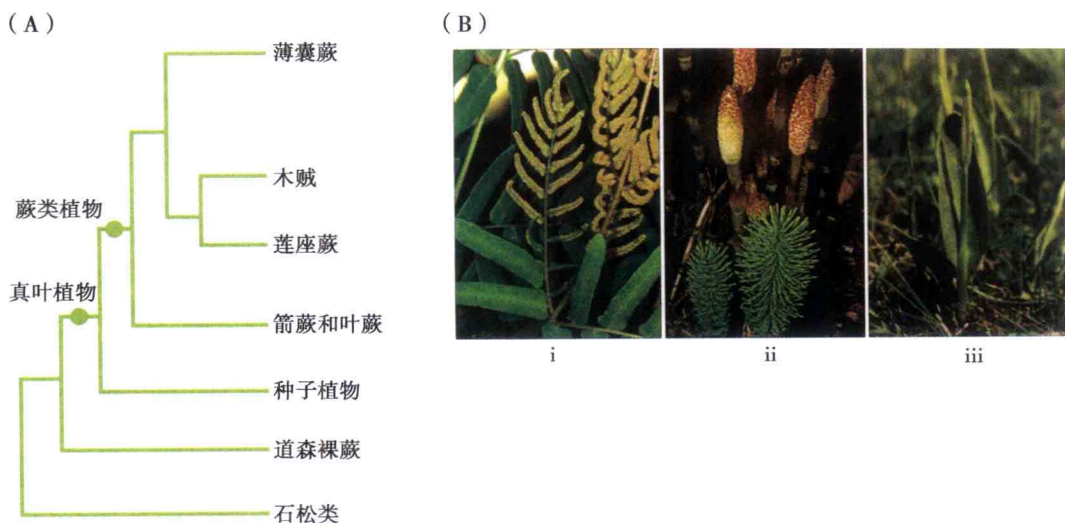 (A)
薄囊蕨
木贼
蕨类植物
莲座蕨
真叶植物
箭蕨和叶蕨
种子植物
道森裸蕨
石松类
(B)
i
ii
iii